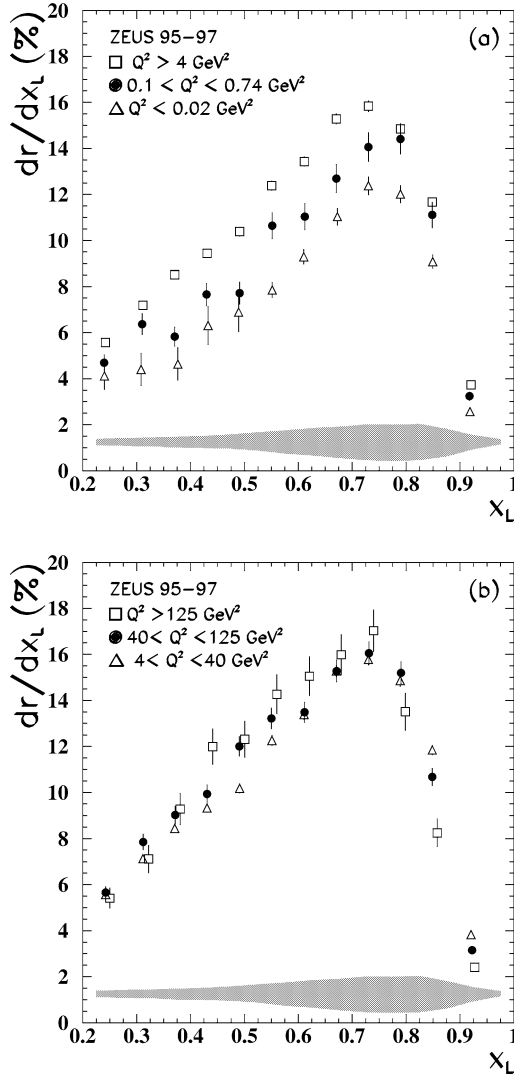 dr/dx_L (%)
20
18
16
14
12
10
8
6
4
2
0
ZEUS 95-97
(a)
Q² > 4 GeV²
0.1 < Q² < 0.74 GeV²
Q² < 0.02 GeV²
0.2 0.3 0.4 0.5 0.6 0.7 0.8 0.9 1
x_L
dr/dx_L (%)
20
18
16
14
12
10
8
6
4
2
0
ZEUS 95-97
(b)
Q² >125 GeV²
40< Q² <125 GeV²
4< Q² <40 GeV²
0.2 0.3 0.4 0.5 0.6 0.7 0.8 0.9 1
x_L